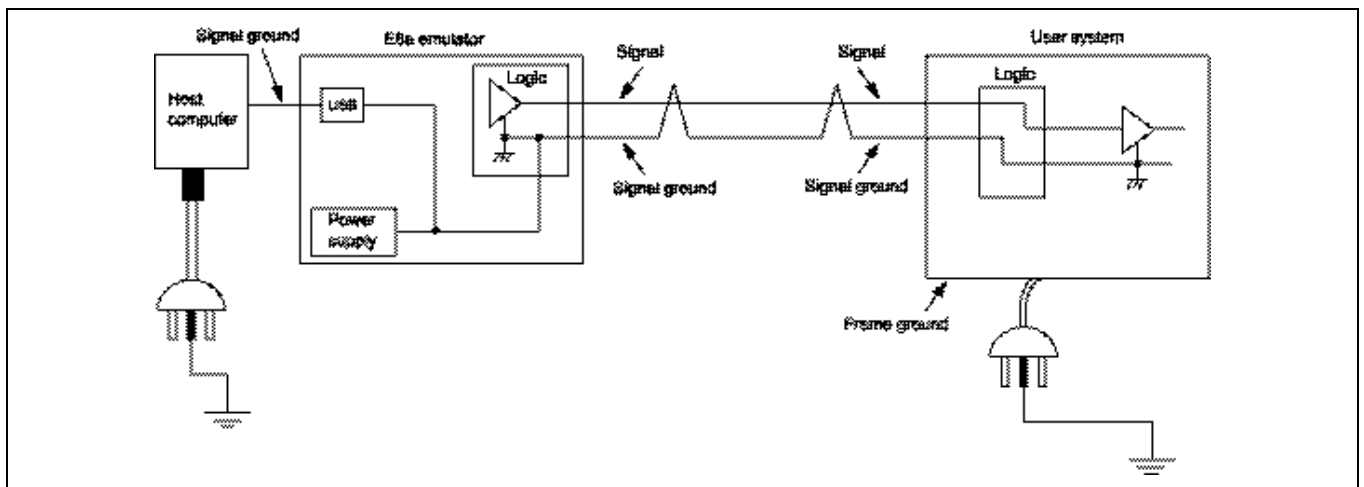 Signal ground
E8a emulator
User system
Signal
Signal
Logic
Logic
Host
computer
USB
Signal ground
Signal ground
Power
supply
Frame ground